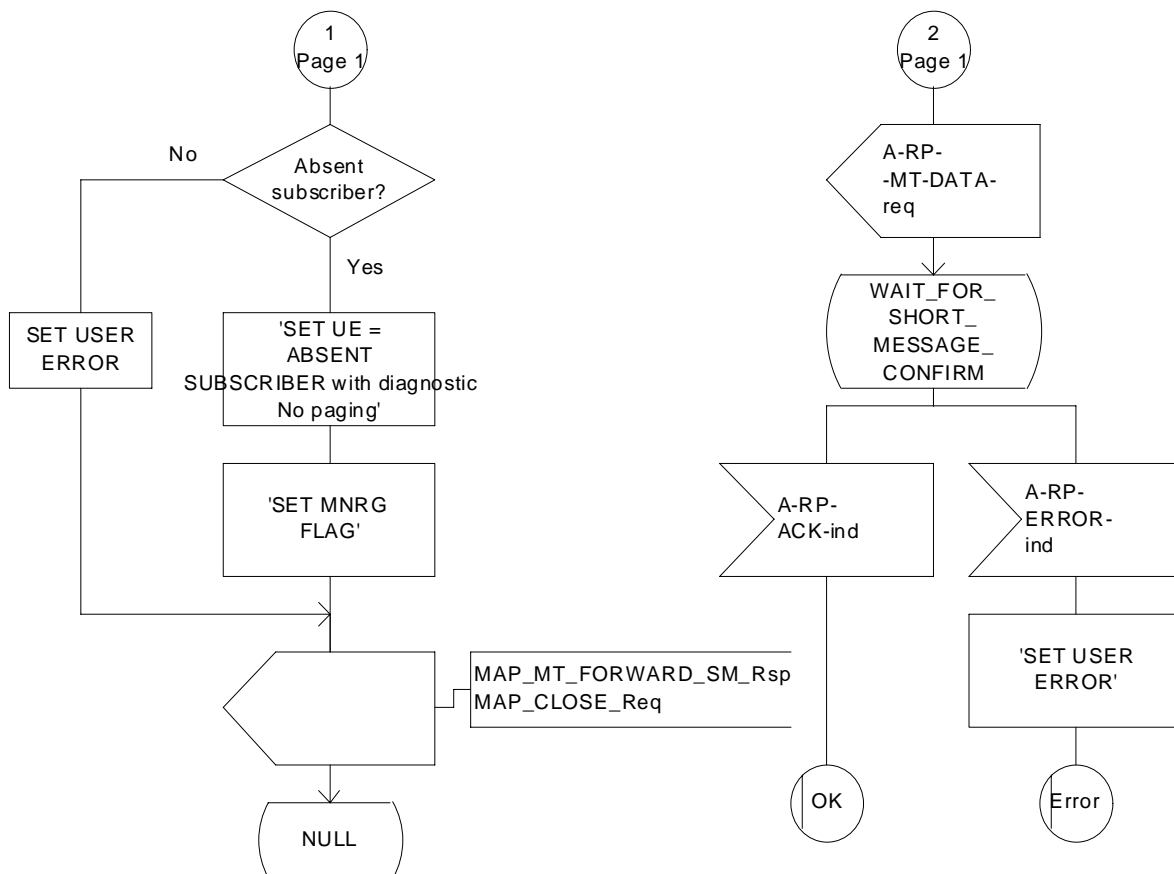 1
Page 1
No
Absent
subscriber?
Yes
SET USER
ERROR
'SET UE =
ABSENT
SUBSCRIBER with diagnostic
No paging'
'SET MNRG
FLAG'
MAP_MT_FORWARD_SM_Rsp
MAP_CLOSE_Req
NULL
2
Page 1
A-RP-
-MT-DATA-
req
WAIT_FOR_
SHORT_
MESSAGE_
CONFIRM
A-RP-
ACK-ind
A-RP-
ERROR-
ind
'SET USER
ERROR'
OK
Error